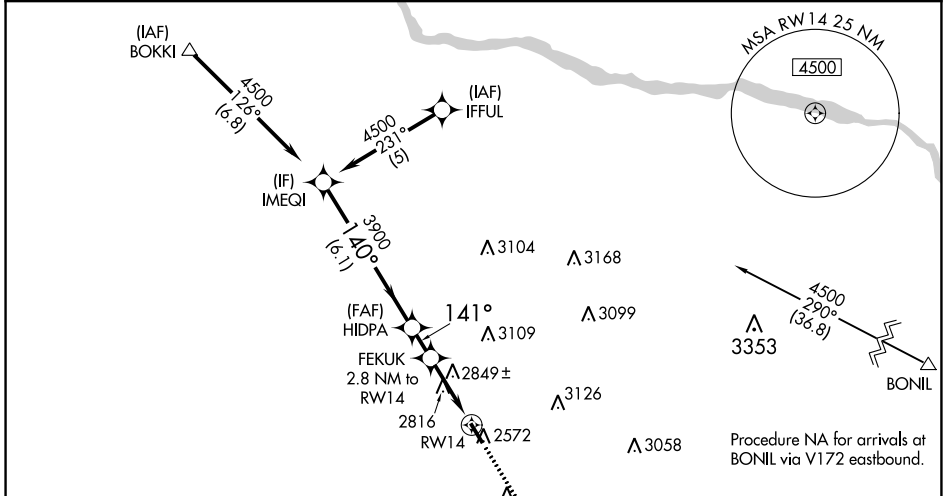 (IAF)
BOKKI
4500
126°
(6.8)
(IAF)
IFFUL
4500
231°
(5)
(IF)
IMEQI
3900
140°
(6.1)
MSA RW14 25 NM
4500
3104
3168
(FAF)
HIDPA
141°
3109
3099
4500
290°
(36.8)
3353
BONIL
FEKUK
2.8 NM to
RW14
2849±
2816
3126
RW14
2572
3058
Procedure NA for arrivals at
BONIL via V172 eastbound.